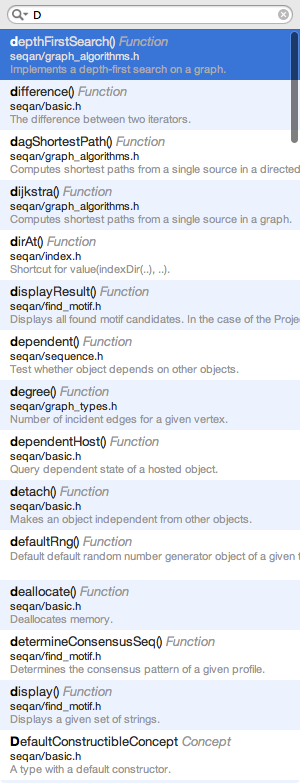 D
depthFirstSearch() Function
seqan/graph_algorithms.h
Implements a depth-first search on a graph.
difference() Function
seqan/basic.h
The difference between two iterators.
dagShortestPath() Function
seqan/graph_algorithms.h
Computes shortest paths from a single source in a directed
dijkstra() Function
seqan/graph_algorithms.h
Computes shortest paths from a single source in a graph.
dirAt() Function
seqan/index.h
Shortcut for value(indexDir(..), ..).
displayResult() Function
seqan/find_motif.h
Displays all found motif candidates. In the case of the Proje
dependent() Function
seqan/sequence.h
Test whether object depends on other objects.
degree() Function
seqan/graph_types.h
Number of incident edges for a given vertex.
dependentHost() Function
seqan/basic.h
Query dependent state of a hosted object.
detach() Function
seqan/basic.h
Makes an object independent from other objects.
defaultRng() Function
Default default random number generator object of a given t
deallocate() Function
seqan/basic.h
Deallocates memory.
determineConsensusSeq() Function
seqan/find_motif.h
Determines the consensus pattern of a given profile.
display() Function
seqan/find_motif.h
Displays a given set of strings.
DefaultConstructibleConcept Concept
seqan/basic.h
A type with a default constructor.